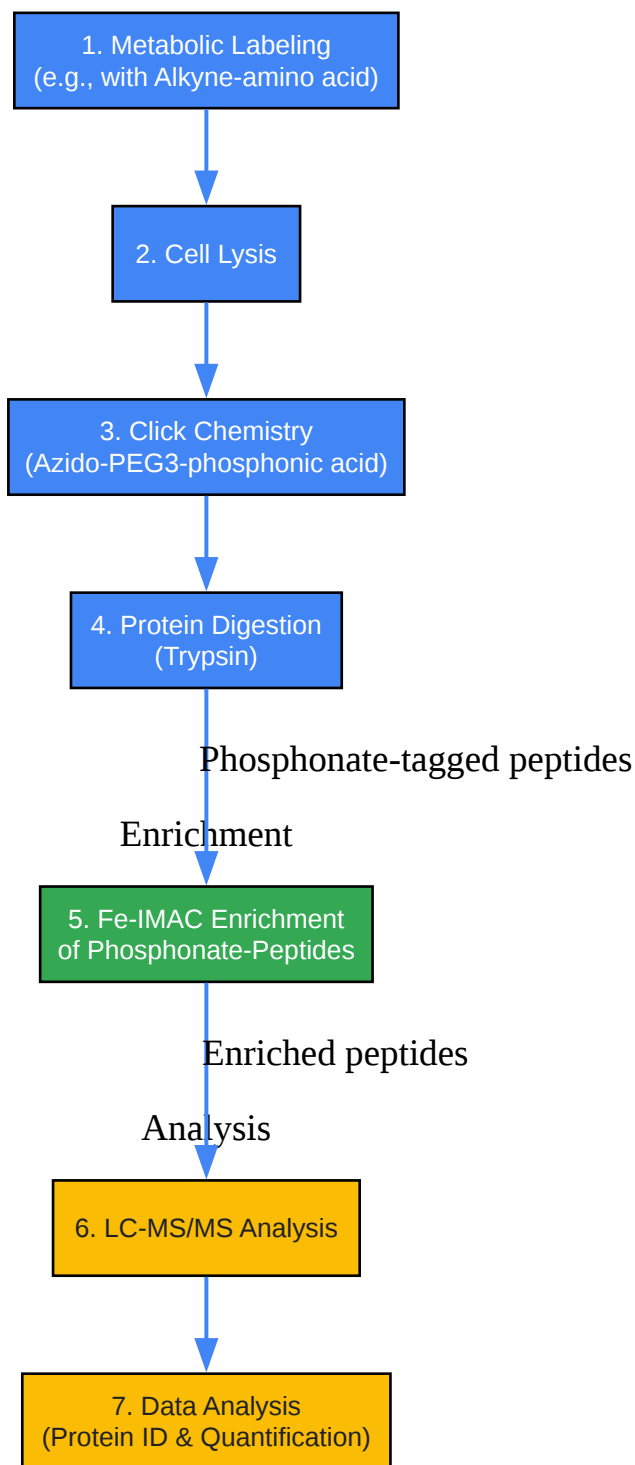 1. Metabolic Labeling
(e.g., with Alkyne-amino acid)
2. Cell Lysis
3. Click Chemistry
(Azido-PEG3-phosphonic acid)
4. Protein Digestion
(Trypsin)
Phosphonate-tagged peptides
Enrichment
5. Fe-IMAC Enrichment
of Phosphonate-Peptides
Enriched peptides
Analysis
6. LC-MS/MS Analysis
7. Data Analysis
(Protein ID & Quantification)